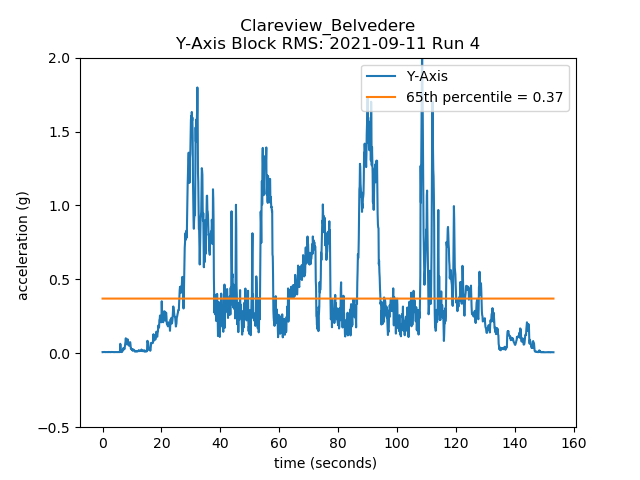 Clareview_Belvedere
Y-Axis Block RMS: 2021-09-11 Run 4
Y-Axis
65th percentile = 0.37
acceleration (g)
2.0
1.5
1.0
0.5
0.0
−0.5
0 20 40 60 80 100 120 140 160
time (seconds)